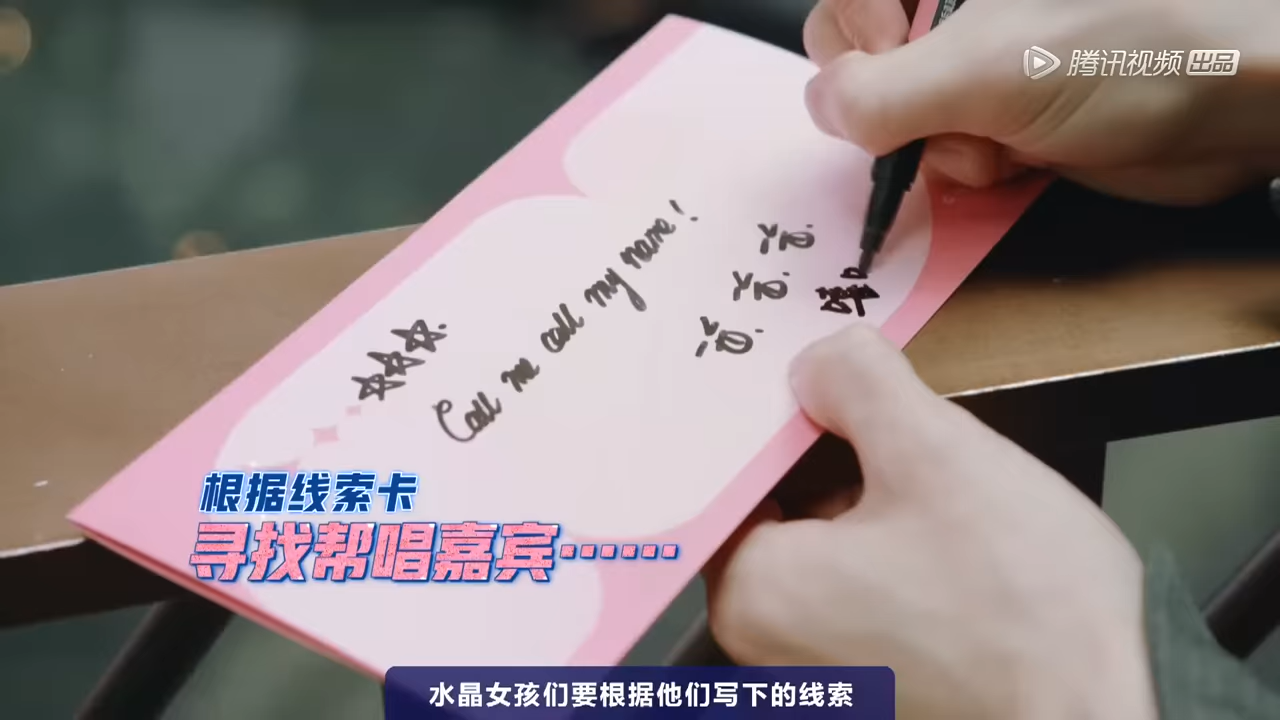 腾讯视频 出品
Call me call my name!
根据线索卡
寻找帮唱嘉宾……
水晶女孩们要根据他们写下的线索